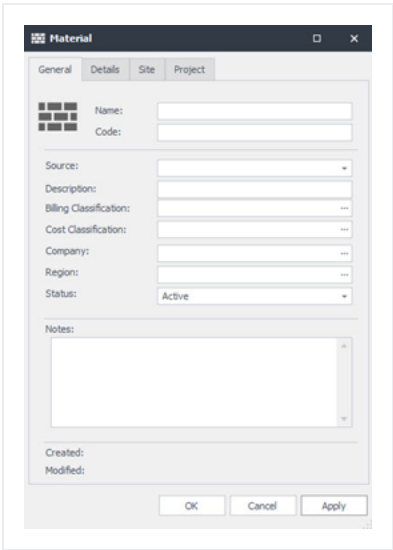 Material
General Details Site Project
Name:
Code:
Source:
Description:
Billing Classification:
Cost Classification:
Company:
Region:
Status: Active
Notes:
Created:
Modified:
OK Cancel Apply